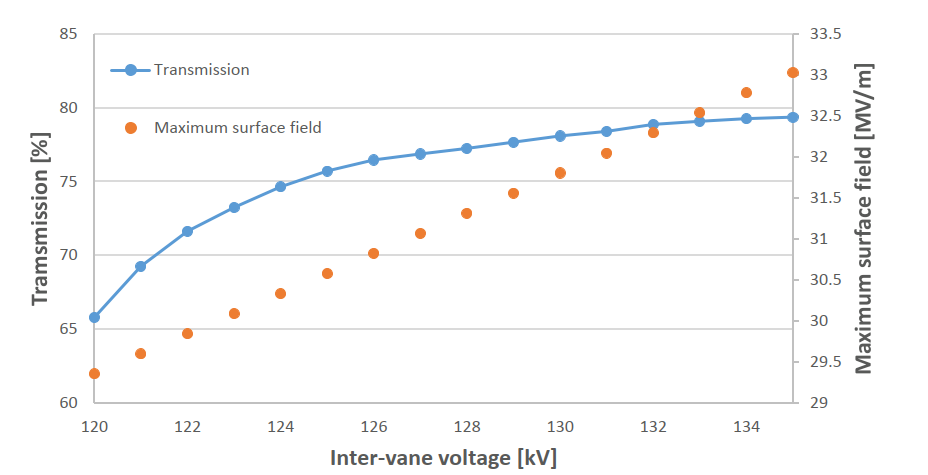 85
80
75
70
65
60
Tramsmission [%]
Transmission
Maximum surface field
33.5
33
32.5
32
31.5
31
30.5
30
29.5
29
Maximum surface field [MV/m]
120 122 124 126 128 130 132 134
Inter-vane voltage [kV]